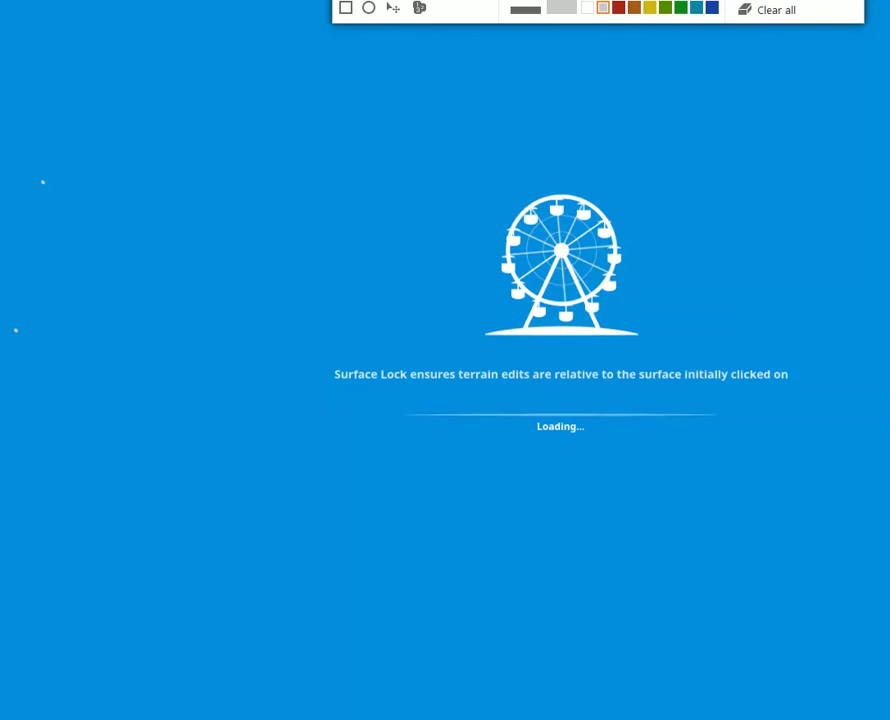 Clear all
Surface Lock ensures terrain edits are relative to the surface initially clicked on
Loading...